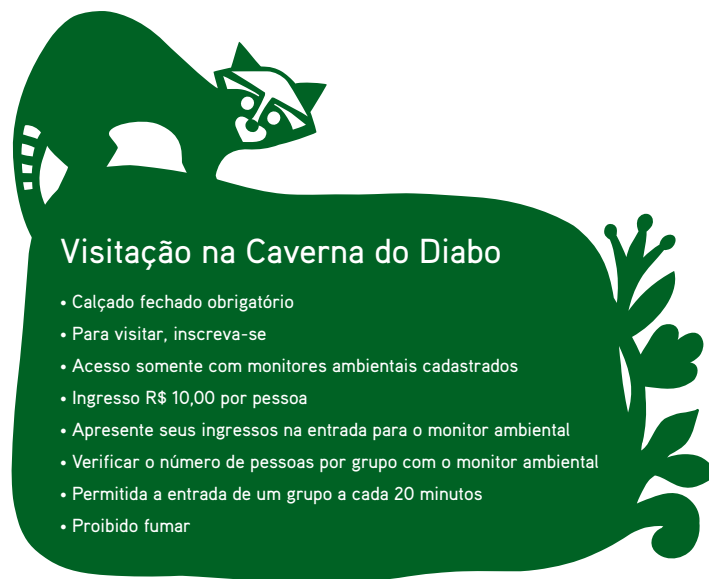 Visitação na Caverna do Diabo
• Calçado fechado obrigatório
• Para visitar, inscreva-se
• Acesso somente com monitores ambientais cadastrados
• Ingresso R$ 10,00 por pessoa
• Apresente seus ingressos na entrada para o monitor ambiental
• Verificar o número de pessoas por grupo com o monitor ambiental
• Permitida a entrada de um grupo a cada 20 minutos
• Proibido fumar